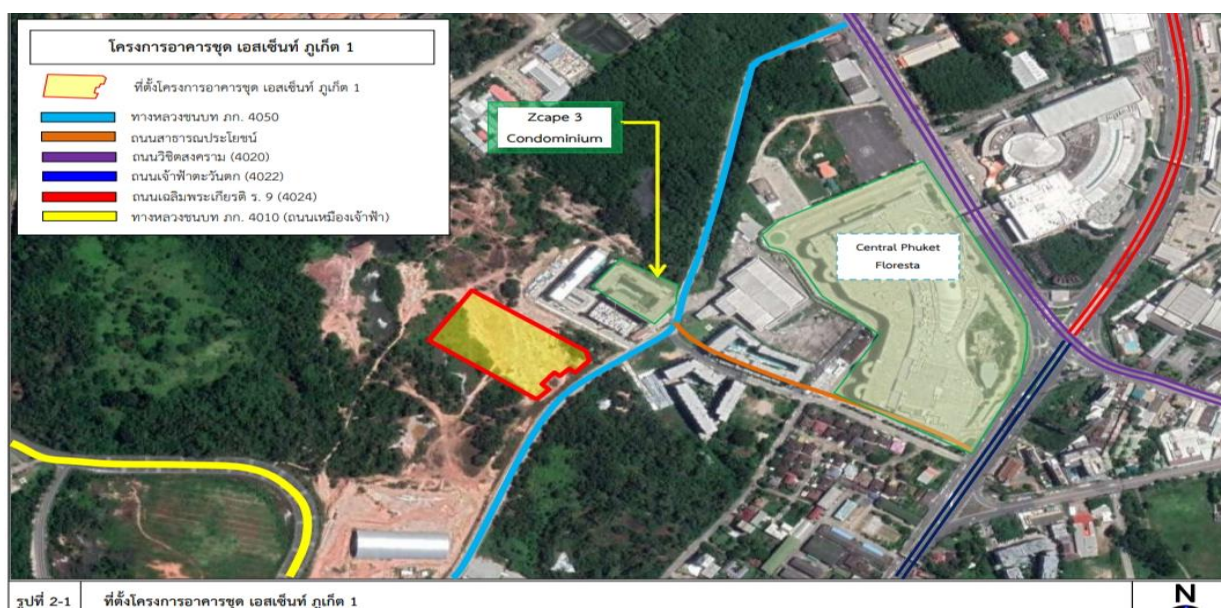 โครงการอาคารชุด เอสเซ็นท์ ภูเก็ต 1
ที่ตั้งโครงการอาคารชุด เอสเซ็นท์ ภูเก็ต 1
ทางหลวงชนบท ภก. 4050
ถนนสาธารณประโยชน์
ถนนวิชิตสงคราม (4020)
ถนนเจ้าฟ้าตะวันตก (4022)
ถนนเฉลิมพระเกียรติ ร. 9 (4024)
ทางหลวงชนบท ภก. 4010 (ถนนเหมืองเจ้าฟ้า)
Zcape 3
Condominium
Central Phuket
Floresta
รูปที่ 2-1 ที่ตั้งโครงการอาคารชุด เอสเซ็นท์ ภูเก็ต 1
N